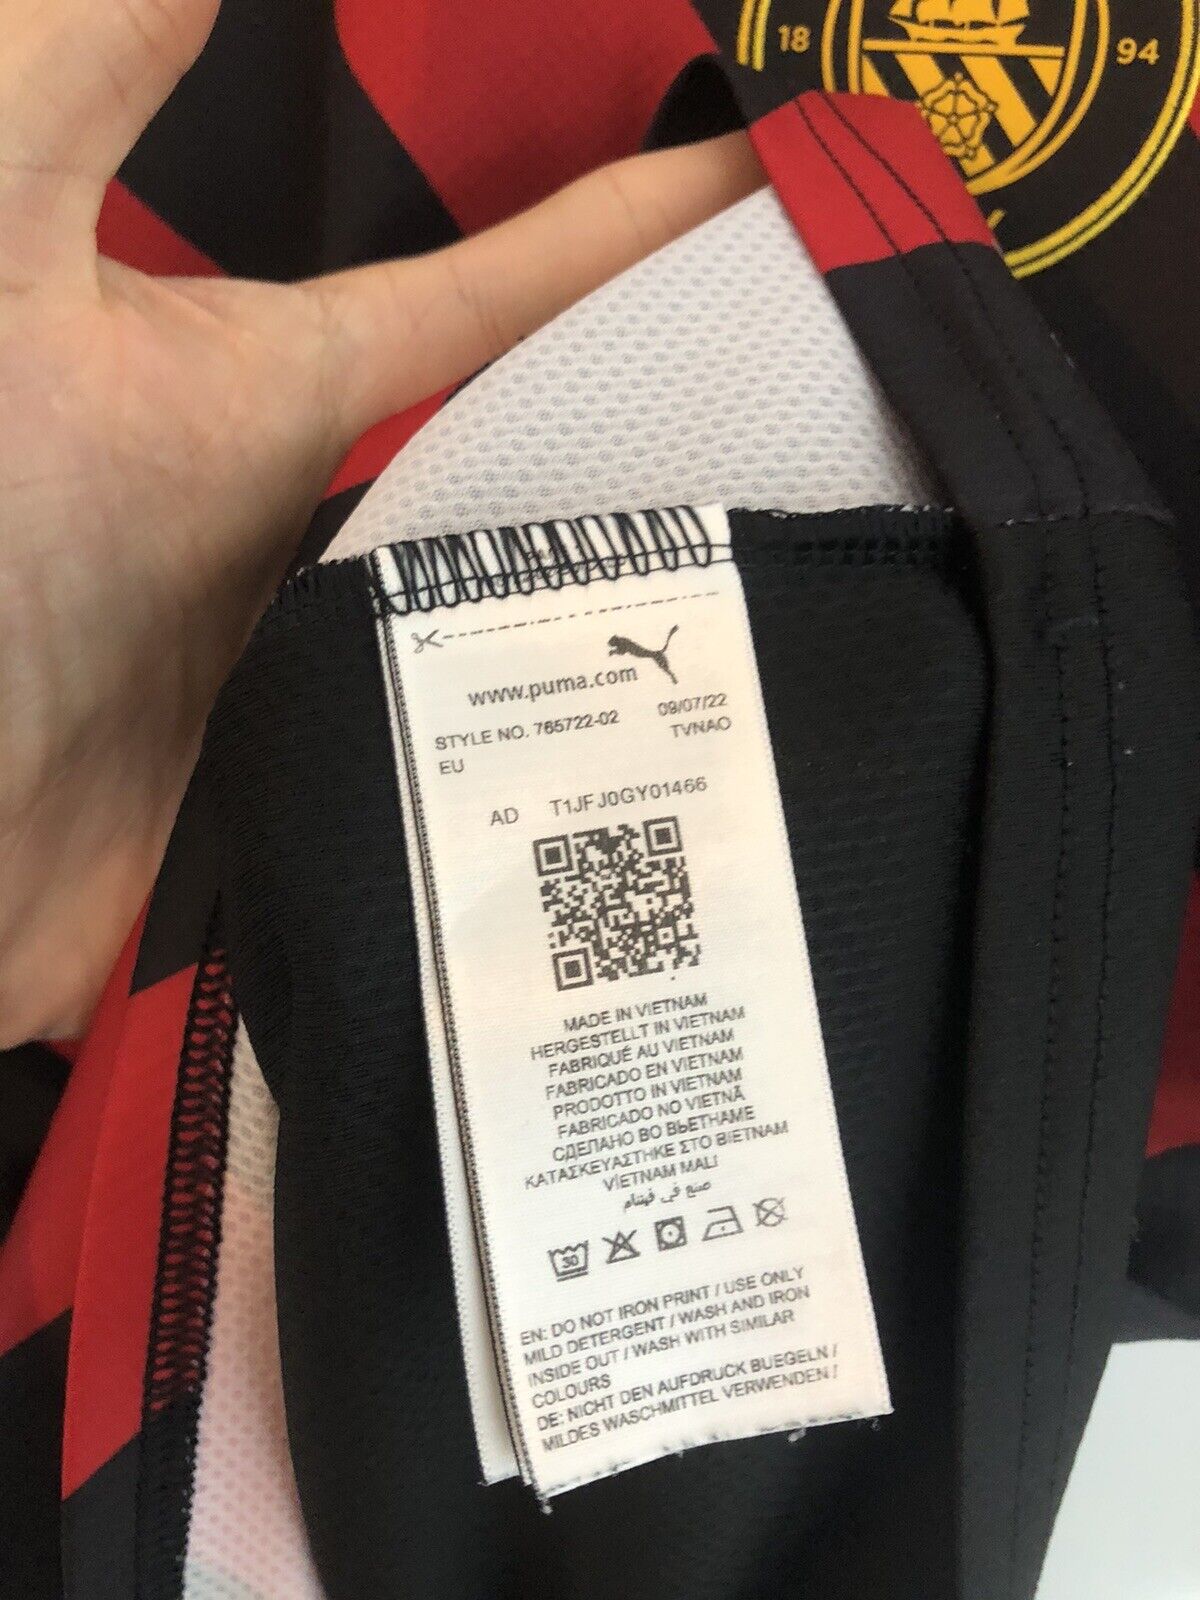 18 94
www.puma.com
STYLE NO. 765722-02 09/07/22
EU TVNAO
AD T1JFJ0GY01466
MADE IN VIETNAM
HERGESTELLT IN VIETNAM
FABRIQUÉ AU VIETNAM
FABRICADO EN VIETNAM
PRODOTTO IN VIETNAM
FABRICADO NO VIETNÃ
СДЕЛАНО ВО ВЬЕТНАМЕ
ΚΑΤΑΣΚΕΥΑΣΤΗΚΕ ΣΤΟ ΒΙΕΤΝΑΜ
VİETNAM MALI
صنع في فيتنام
30
EN: DO NOT IRON PRINT / USE ONLY
MILD DETERGENT / WASH AND IRON
INSIDE OUT / WASH WITH SIMILAR
COLOURS
DE: NICHT DEN AUFDRUCK BUEGELN /
MILDES WASCHMITTEL VERWENDEN /